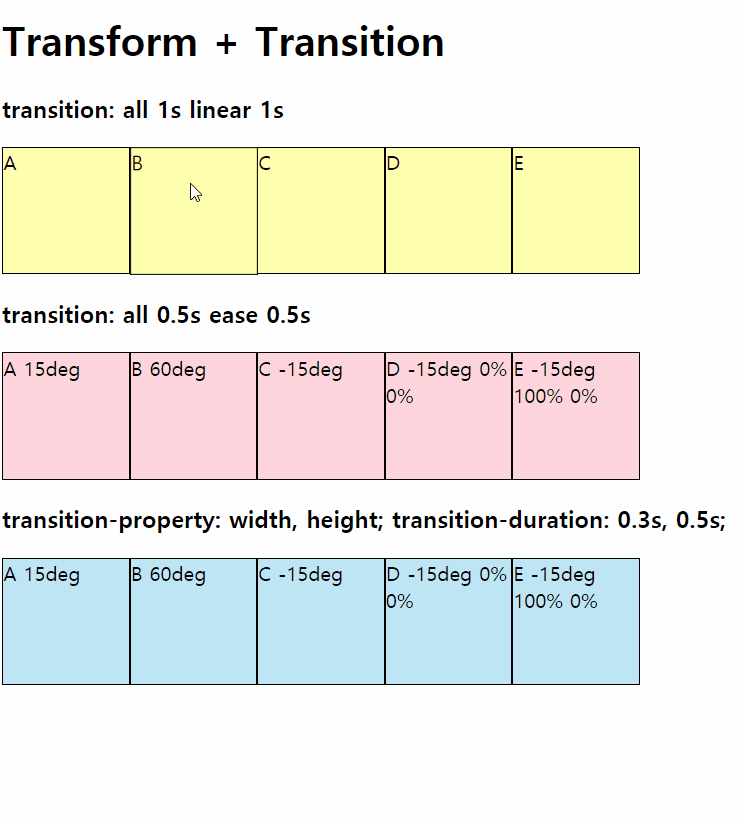 Transform + Transition
transition: all 1s linear 1s
A B C D E
transition: all 0.5s ease 0.5s
A 15deg B 60deg C -15deg D -15deg 0% 0% E -15deg 100% 0%
transition-property: width, height; transition-duration: 0.3s, 0.5s;
A 15deg B 60deg C -15deg D -15deg 0% 0% E -15deg 100% 0%